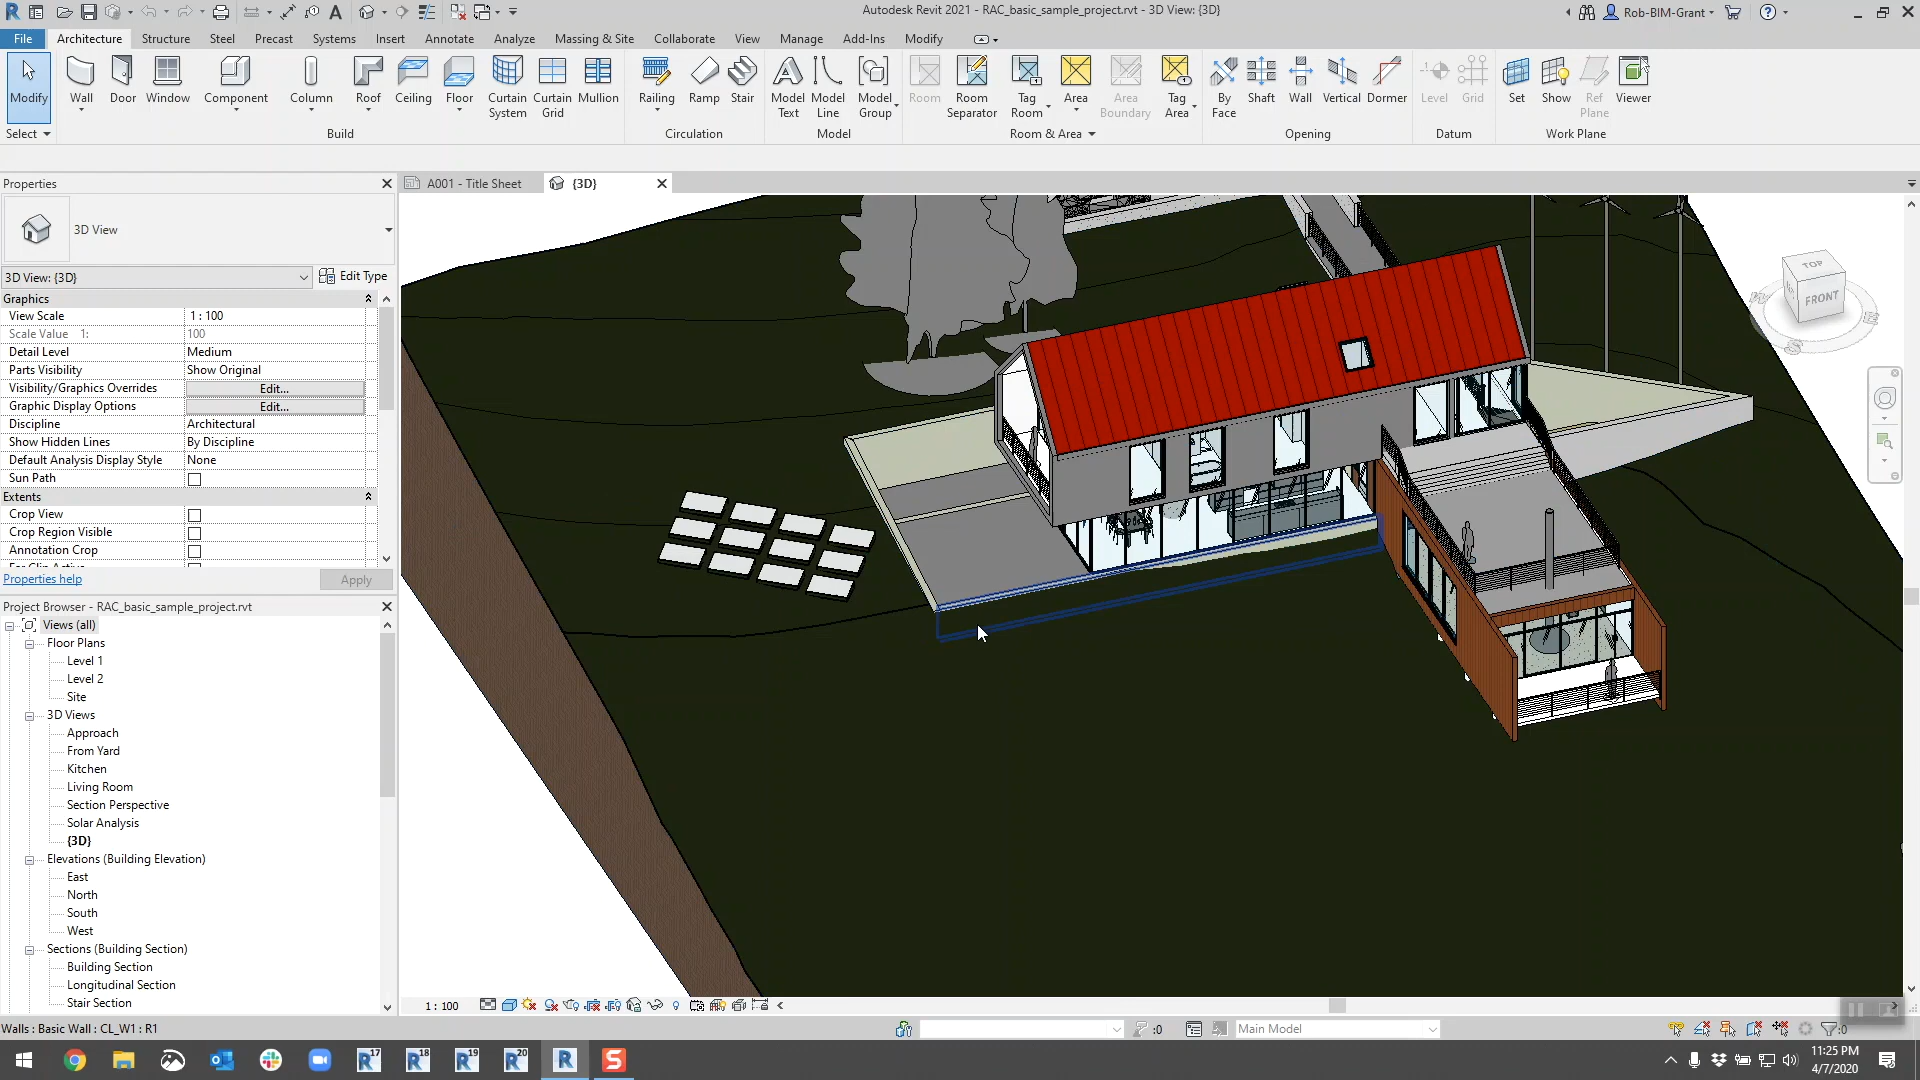 Autodesk Revit 2021 - RAC_basic_sample_project.rvt - 3D View: {3D}
Rob-BIM-Grant
File Architecture Structure Steel Precast Systems Insert Annotate Analyze Massing & Site Collaborate View Manage Add-Ins Modify
Modify Wall Door Window Component Column Roof Ceiling Floor Curtain System Curtain Grid Mullion Railing Ramp Stair Model Text Model Line Model Group Room Room Separator Tag Room Area Area Boundary Tag Area By Face Shaft Wall Vertical Dormer Level Grid Set Show Ref Plane Viewer
Select Build Circulation Model Room & Area Opening Datum Work Plane
Properties
A001 - Title Sheet
{3D}
3D View
3D View: {3D}
Edit Type
Graphics
View Scale 1 : 100
Scale Value 1: 100
Detail Level Medium
Parts Visibility Show Original
Visibility/Graphics Overrides Edit...
Graphic Display Options Edit...
Discipline Architectural
Show Hidden Lines By Discipline
Default Analysis Display Style None
Sun Path
Extents
Crop View
Crop Region Visible
Annotation Crop
Properties help
Apply
Project Browser - RAC_basic_sample_project.rvt
Views (all)
Floor Plans
Level 1
Level 2
Site
3D Views
Approach
From Yard
Kitchen
Living Room
Section Perspective
Solar Analysis
{3D}
Elevations (Building Elevation)
East
North
South
West
Sections (Building Section)
Building Section
Longitudinal Section
Stair Section
TOP
FRONT
W
E
S
1 : 100
Walls : Basic Wall : CL_W1 : R1
:0
Main Model
:0
R17
R18
R19
R20
R
S
11:25 PM
4/7/2020